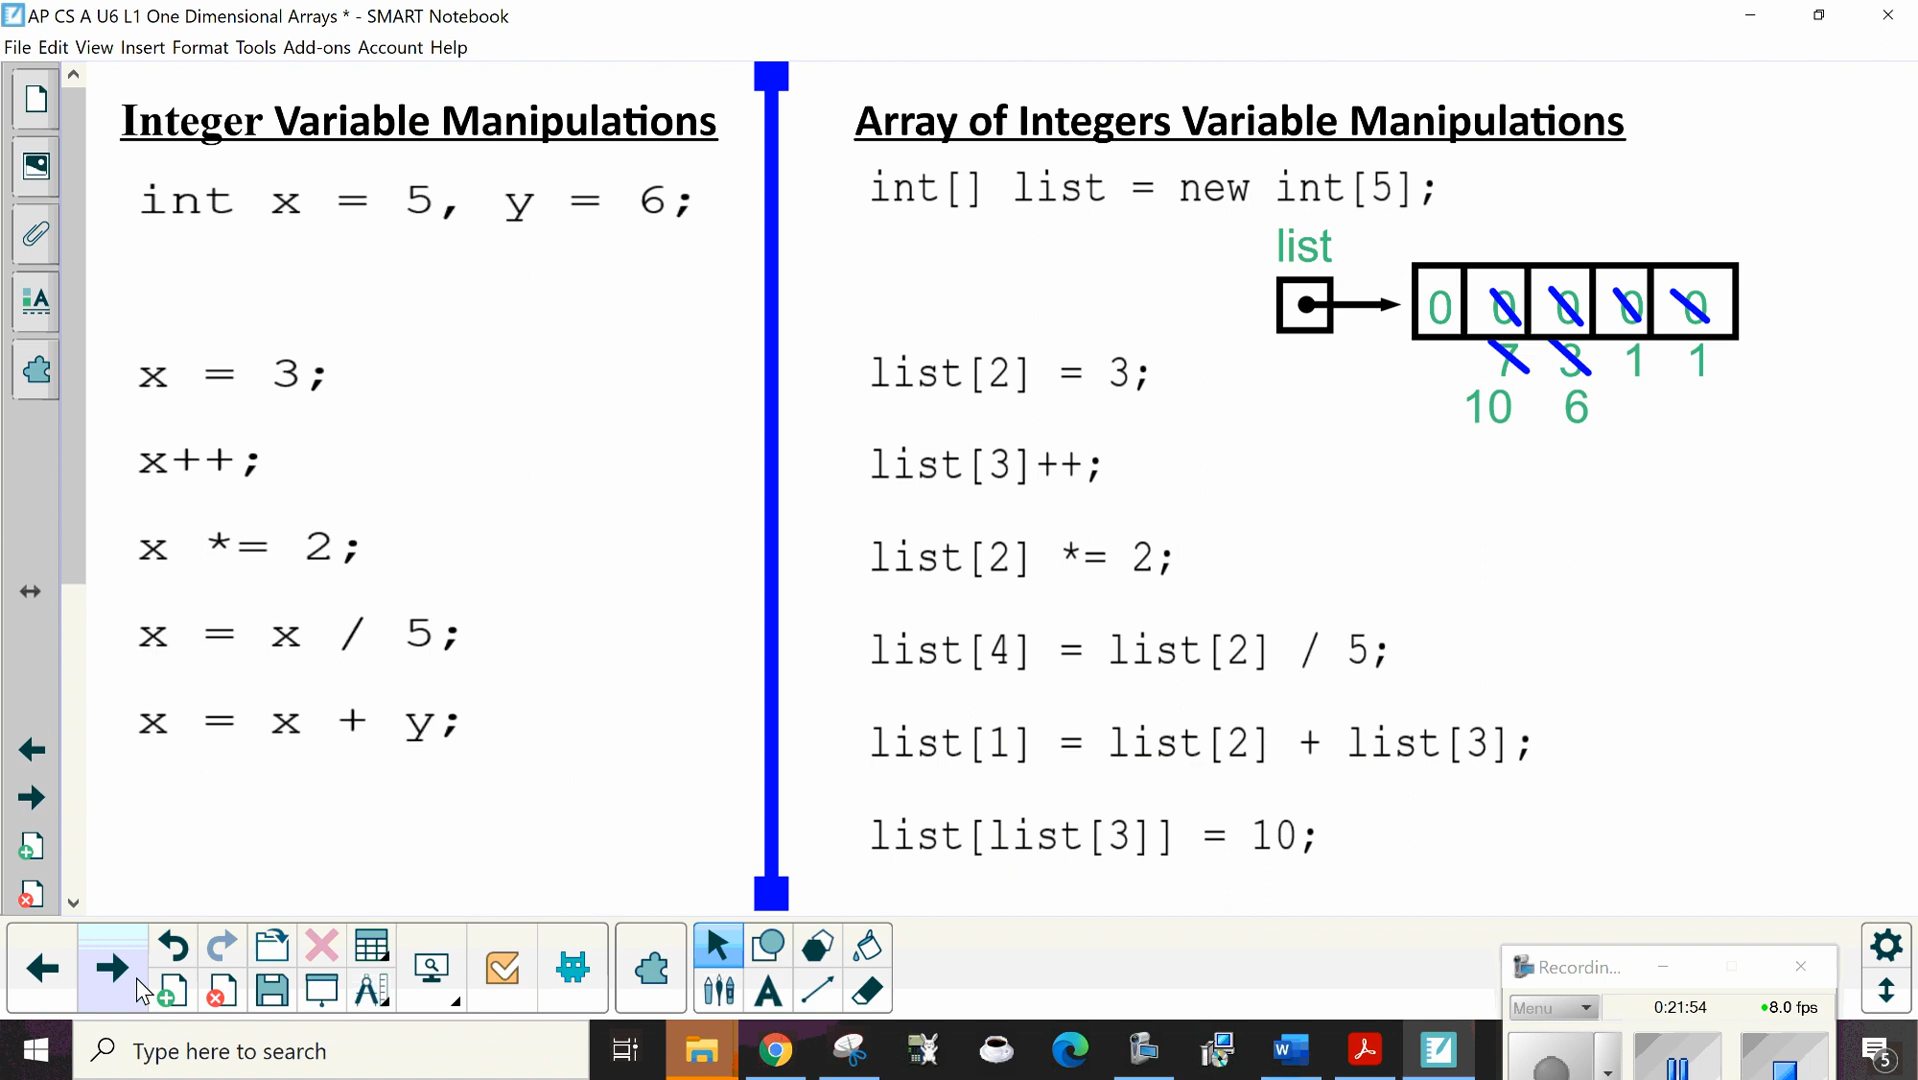 AP CS A U6 L1 One Dimensional Arrays * - SMART Notebook
File Edit View Insert Format Tools Add-ons Account Help
Integer Variable Manipulations
int x = 5, y = 6;
x = 3;
x++;
x *= 2;
x = x / 5;
x = x + y;
Array of Integers Variable Manipulations
int[] list = new int[5];
list
0 0 0 0 0
7 3 1 1
10 6
list[2] = 3;
list[3]++;
list[2] *= 2;
list[4] = list[2] / 5;
list[1] = list[2] + list[3];
list[list[3]] = 10;
A
A
Recordin...
Menu 0:21:54 8.0 fps
Type here to search
W
5